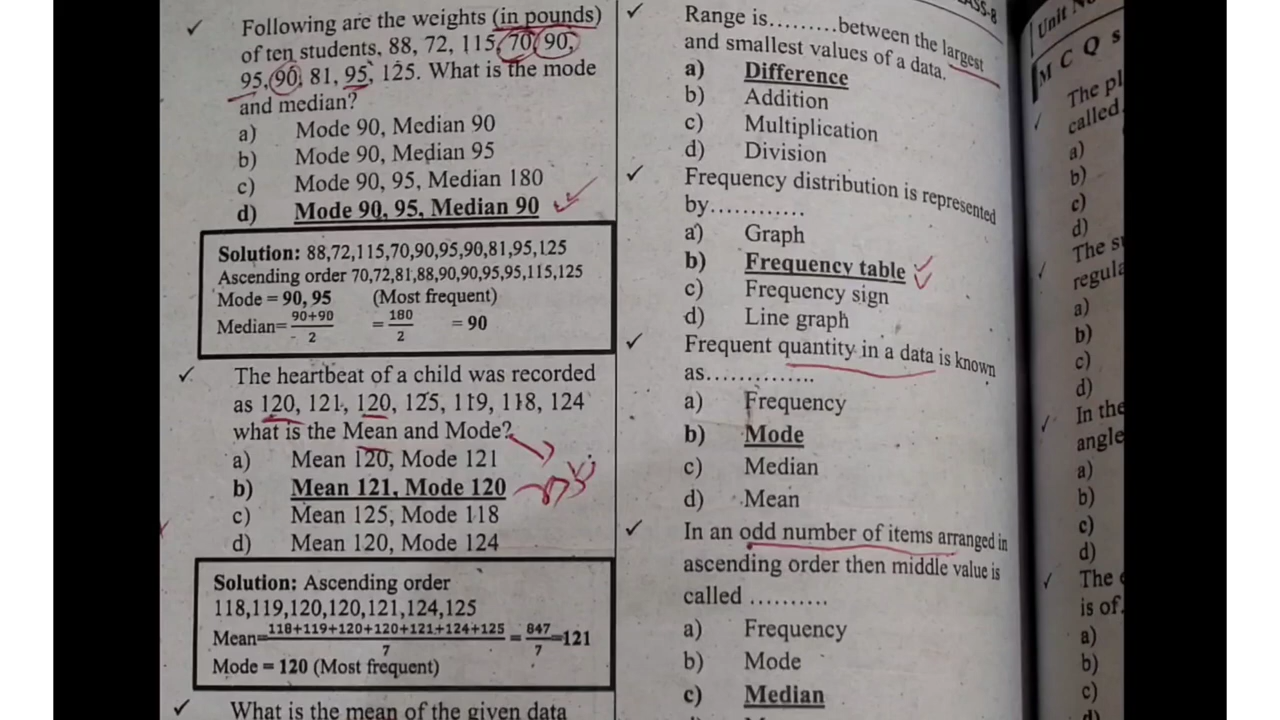 ✓ Following are the weights (in pounds)
of ten students, 88, 72, 115, 70, 90,
95, 90, 81, 95, 125. What is the mode
and median?
a) Mode 90, Median 90
b) Mode 90, Median 95
c) Mode 90, 95, Median 180
d) Mode 90, 95, Median 90
Solution: 88,72,115,70,90,95,90,81,95,125
Ascending order 70,72,81,88,90,90,95,95,115,125
Mode = 90, 95 (Most frequent)
Median= 90+90/2 = 180/2 = 90
✓ The heartbeat of a child was recorded
as 120, 121, 120, 125, 119, 118, 124
what is the Mean and Mode?
a) Mean 120, Mode 121
b) Mean 121, Mode 120
c) Mean 125, Mode 118
d) Mean 120, Mode 124
Solution: Ascending order
118,119,120,120,121,124,125
Mean= 118+119+120+120+121+124+125/7 = 847/7 =121
Mode = 120 (Most frequent)
✓ What is the mean of the given data
✓ Range is........between the largest
and smallest values of a data.
a) Difference
b) Addition
c) Multiplication
d) Division
✓ Frequency distribution is represented
by............
a) Graph
b) Frequency table
c) Frequency sign
d) Line graph
✓ Frequent quantity in a data is known
as..............
a) Frequency
b) Mode
c) Median
d) Mean
✓ In an odd number of items arranged in
ascending order then middle value is
called ..........
a) Frequency
b) Mode
c) Median
Unit
M C Q s
✓ The
called
a)
b)
c)
d)
✓ The
a)
b)
c)
d)
✓ In the
angle
a)
b)
c)
d)
✓ The
is of
a)
b)
c)
d)